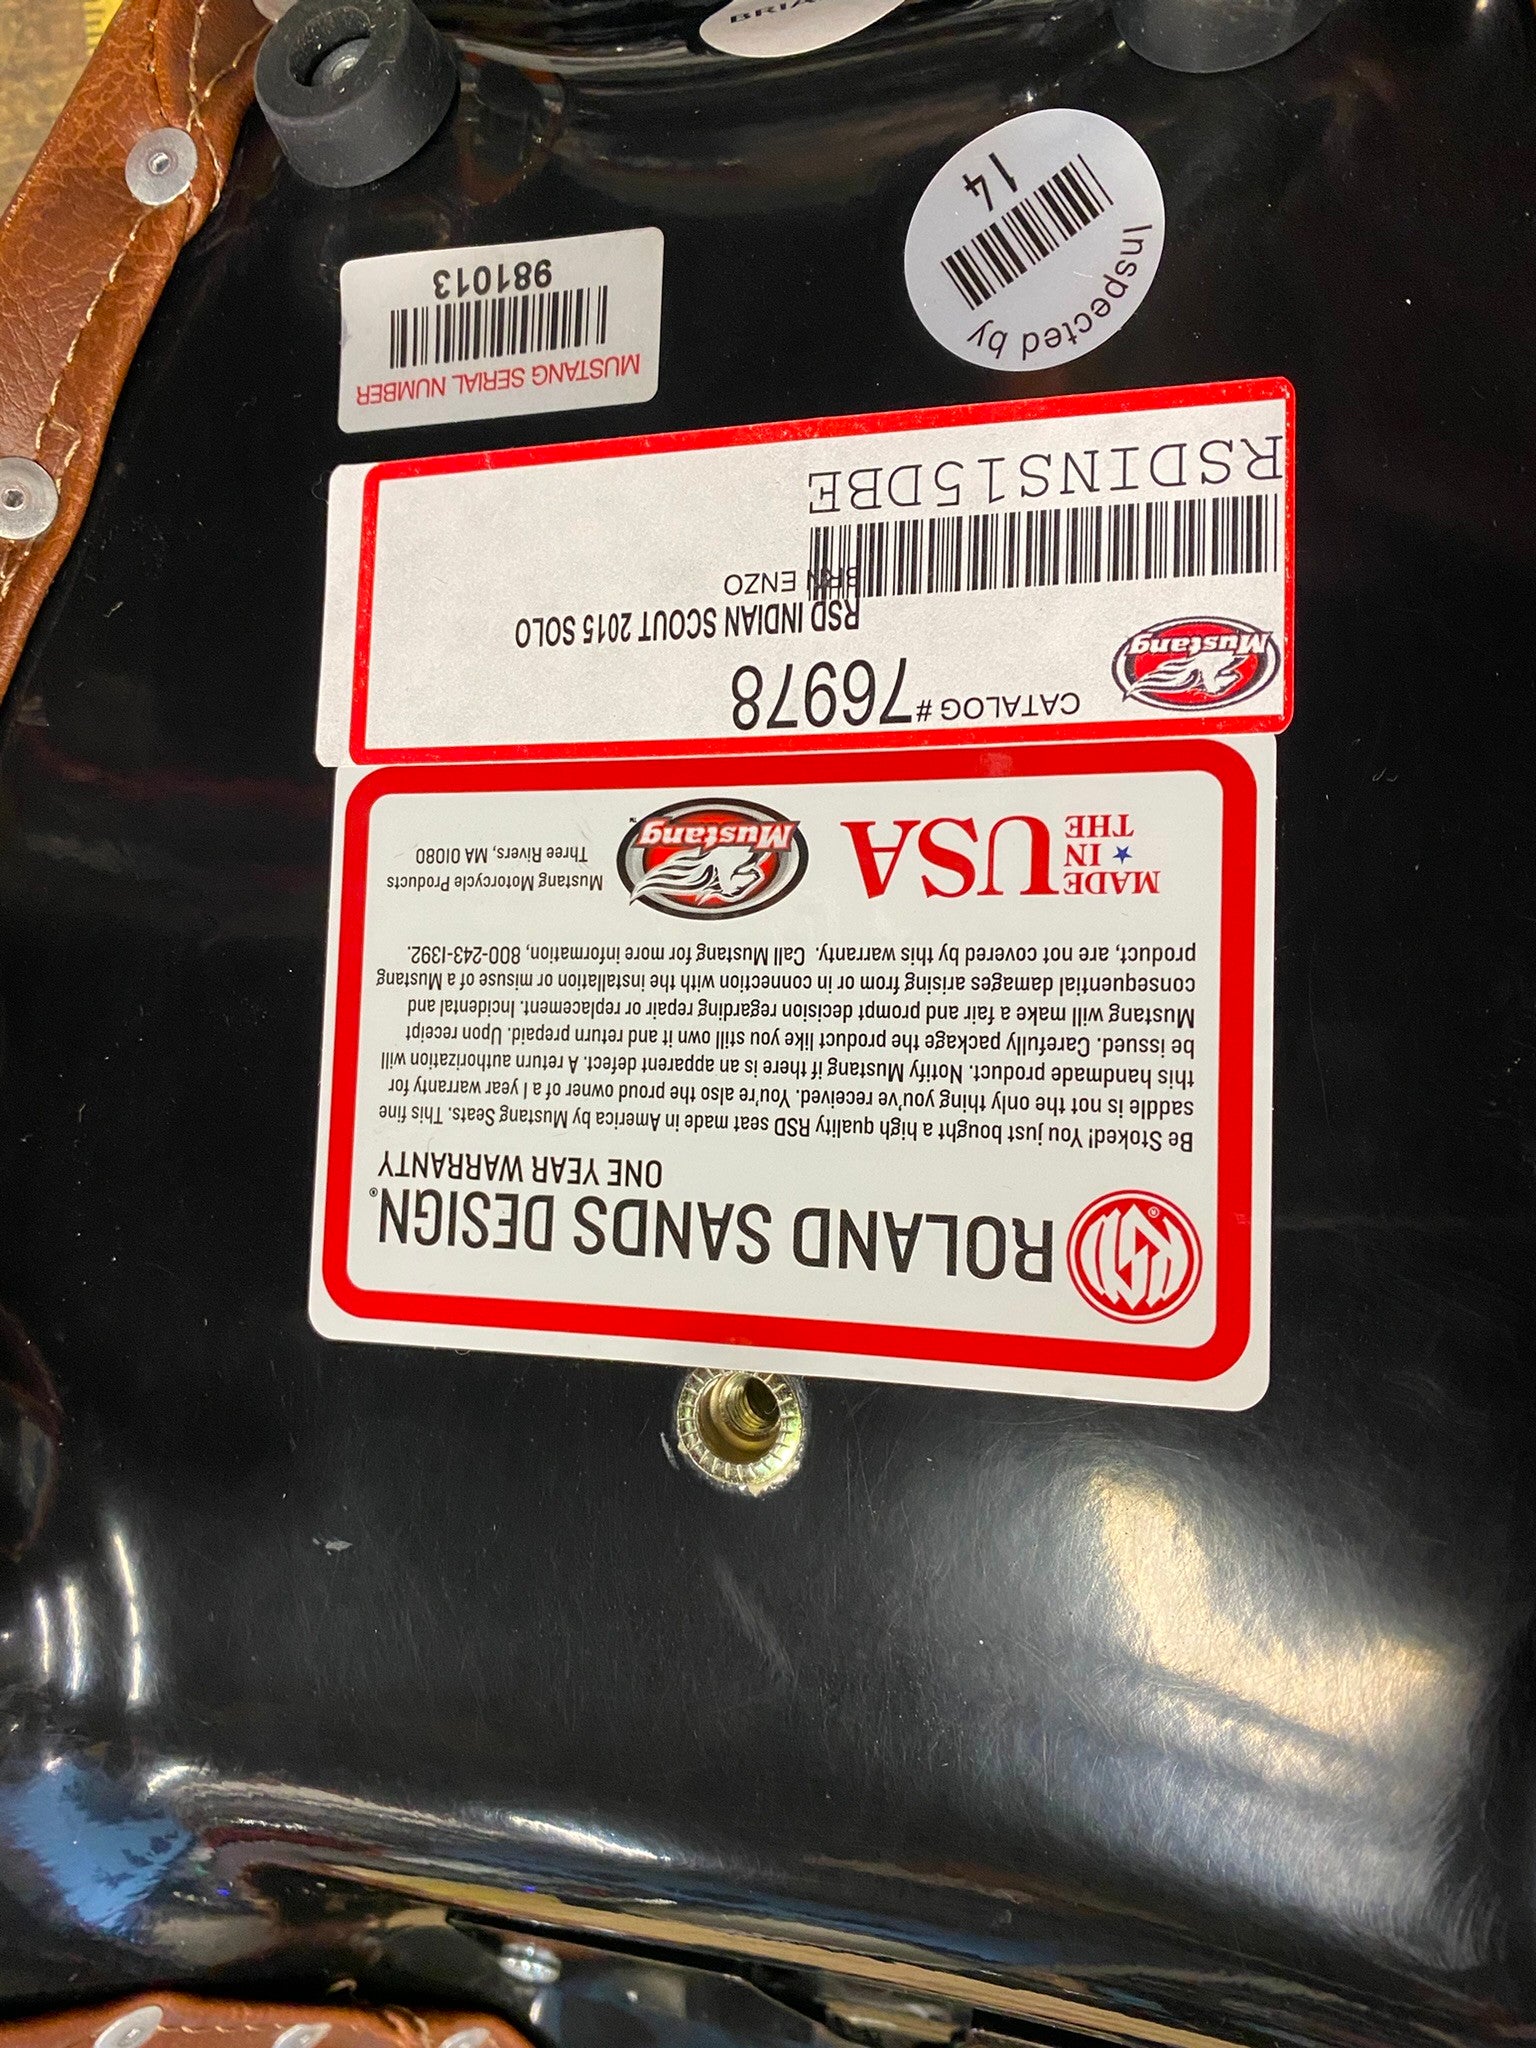 ROLAND SANDS DESIGN®
ONE YEAR WARRANTY
Be Stoked! You just bought a high quality RSD seat made in America by Mustang Seats. This fine
saddle is not the only thing you've received. You're also the proud owner of a 1 year warranty for
this handmade product. Notify Mustang if there is an apparent defect. A return authorization will
be issued. Carefully package the product like you still own it and return prepaid. Upon receipt
Mustang will make a fair and prompt decision regarding repair or replacement. Incidental and
consequential damages arising from or in connection with the installation or misuse of a Mustang
product, are not covered by this warranty. Call Mustang for more information, 800-243-1392.
MADE
IN
THE
USA
Mustang™
Mustang Motorcycle Products
Three Rivers, MA 01080
Mustang
CATALOG # 76978
RSD INDIAN SCOUT 2015 SOLO
BRN ENZO
RSDINS15DBE
MUSTANG SERIAL NUMBER
981013
Inspected by
14
RSD®